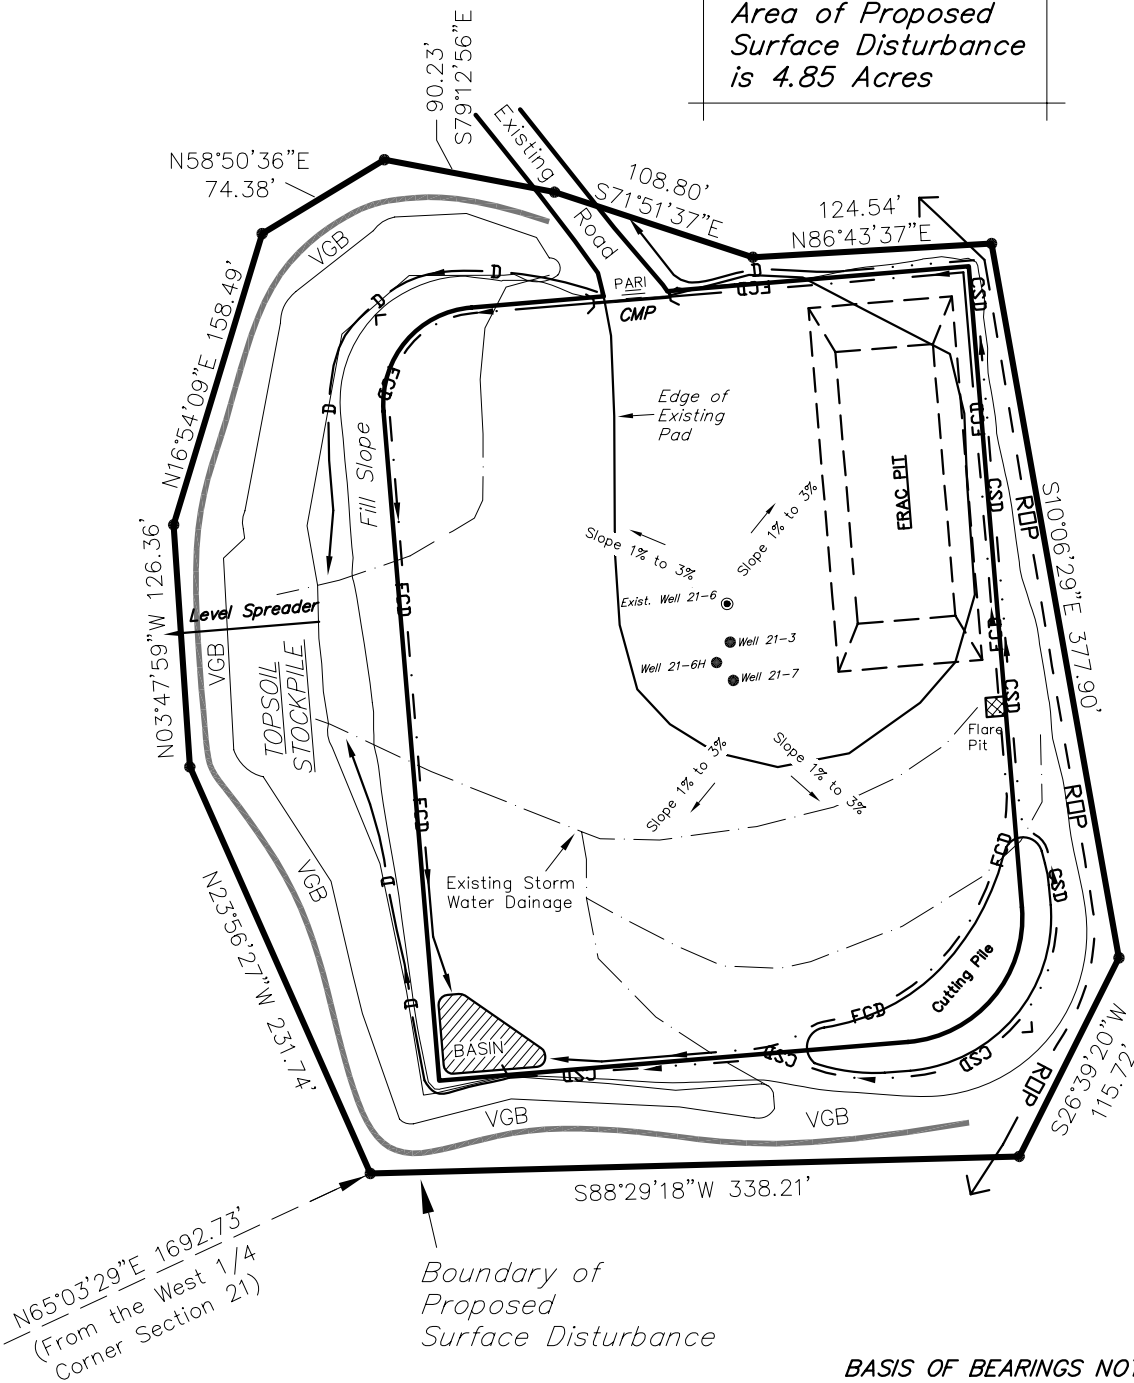 Area of Proposed
Surface Disturbance
is 4.85 Acres
90.23'
S79°12'56"E
N58°50'36"E
74.38'
Existing
Road
108.80'
S71°51'37"E
124.54'
N86°43'37"E
VGB
D
D
D
D
PARI
CMP
FCD
CSD
N16°54'09"E 158.49'
FCD
Fill Slope
Edge of
Existing
Pad
FCD
FRAC PIT
CSD
ROP
S10°06'29"E 377.90'
Slope 1% to 3%
Slope 1% to 3%
N03°47'59"W 126.36'
Level Spreader
FCD
Exist. Well 21-6
Well 21-3
Well 21-6H
Well 21-7
FCD
CSD
VGB
TOPSOIL
STOCKPILE
Flare
Pit
Slope 1% to 3%
Slope 1% to 3%
FCD
ROP
FCD
CSD
VGB
D
Existing Storm
Water Dainage
N23°56'27"W 231.74'
D
Cutting Pile
FCD
BASIN
CSD
CSD
CSD
ROP
S26°39'20"W
115.72'
VGB
VGB
S88°29'18"W 338.21'
N65°03'29"E 1692.73'
(From the West 1/4
Corner Section 21)
Boundary of
Proposed
Surface Disturbance
BASIS OF BEARINGS NOT